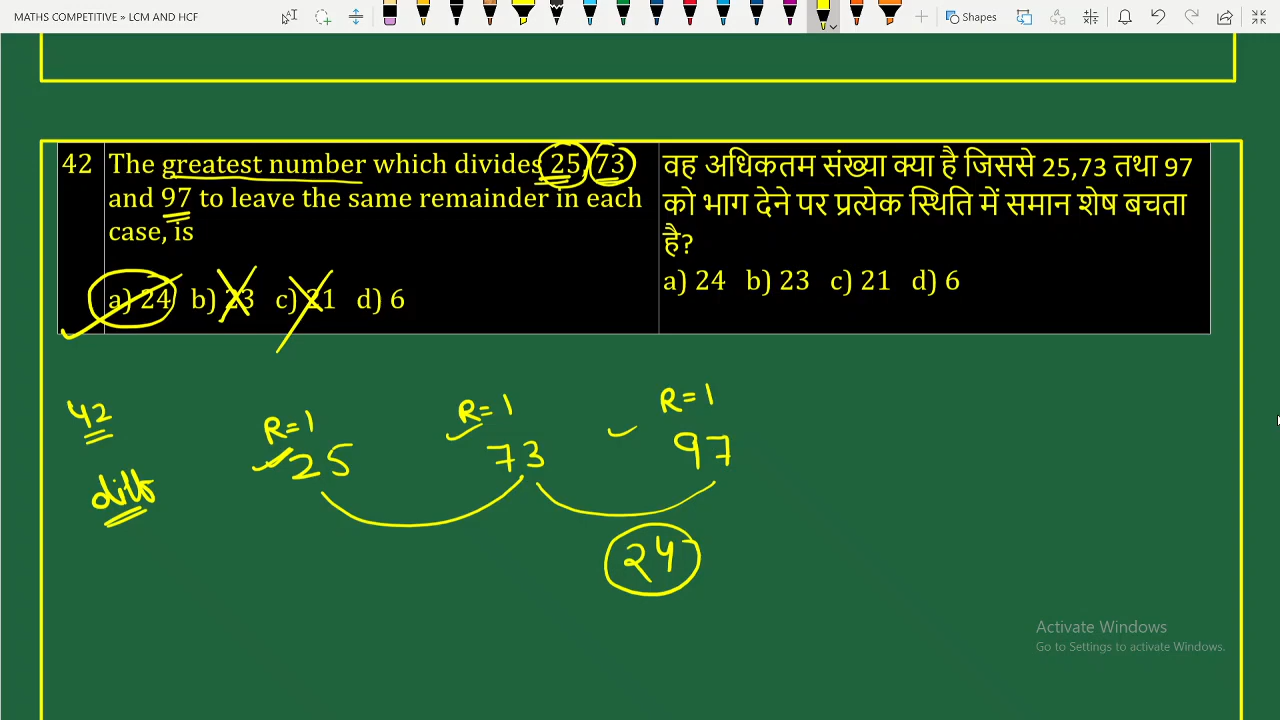 MATHS COMPETITIVE » LCM AND HCF
Shapes
42
The greatest number which divides 25,73
and 97 to leave the same remainder in each
case, is
a) 24 b) 23 c) 21 d) 6
वह अधिकतम संख्या क्या है जिससे 25,73 तथा 97
को भाग देने पर प्रत्येक स्थिति में समान शेष बचता
है?
a) 24 b) 23 c) 21 d) 6
42
diff
R=1
25
R=1
73
R=1
97
24
Activate Windows
Go to Settings to activate Windows.